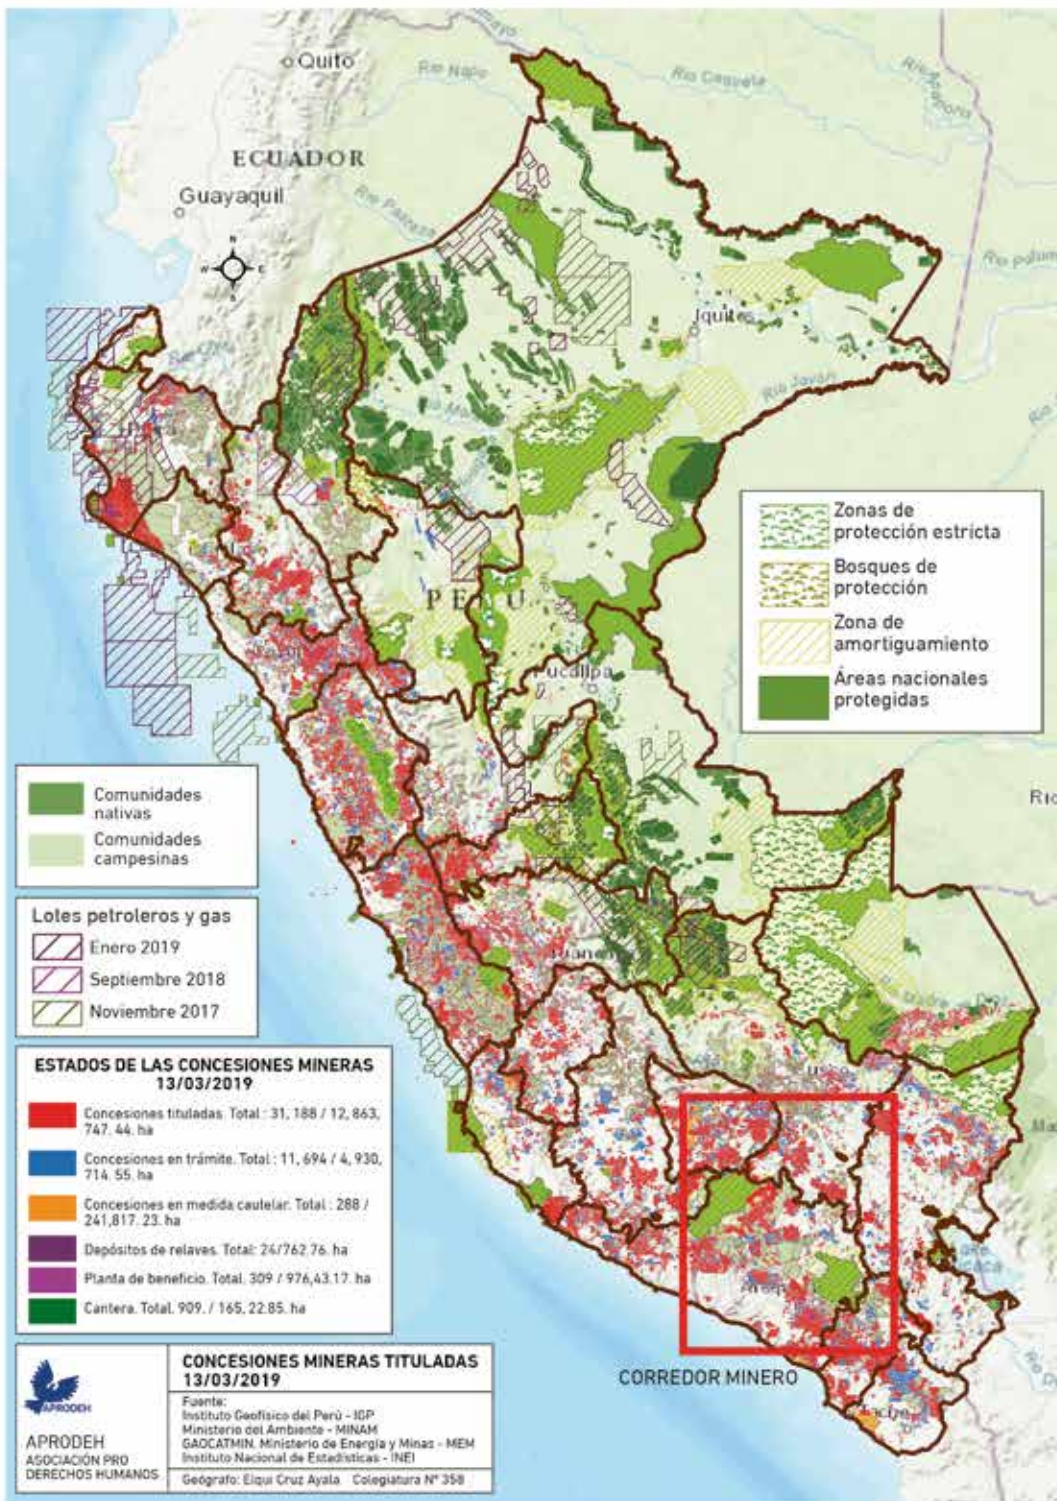 Quito
Rio Napo
Rio Caqueta
ECUADOR
Guayaquil
N
W
E
S
Iquitos
Rio Javari
Zonas de
protección estricta
Bosques de
protección
Zona de
amortiguamiento
Áreas nacionales
protegidas
PERU
Pucallpa
Comunidades
nativas
Comunidades
campesinas
Lotes petroleros y gas
Enero 2019
Septiembre 2018
Noviembre 2017
ESTADOS DE LAS CONCESIONES MINERAS
13/03/2019
Concesiones tituladas. Total : 31, 188 / 12, 863,
747. 44. ha
Concesiones en trámite. Total : 11, 694 / 4, 930,
714. 55. ha
Concesiones en medida cautelar. Total : 288 /
241,817. 23. ha
Depósitos de relaves. Total: 24/762.76. ha
Planta de beneficio. Total. 309 / 976,43.17. ha
Cantera. Total. 909. / 165, 22.85. ha
CORREDOR MINERO
APRODEH
APRODEH
ASOCIACIÓN PRO
DERECHOS HUMANOS
CONCESIONES MINERAS TITULADAS
13/03/2019
Fuente:
Instituto Geofísico del Perú - IGP
Ministerio del Ambiente - MINAM
GAOCATMIN. Ministerio de Energía y Minas - MEM
Instituto Nacional de Estadísticas - INEI
Geógrafo: Elqui Cruz Ayala Colegiatura N° 358